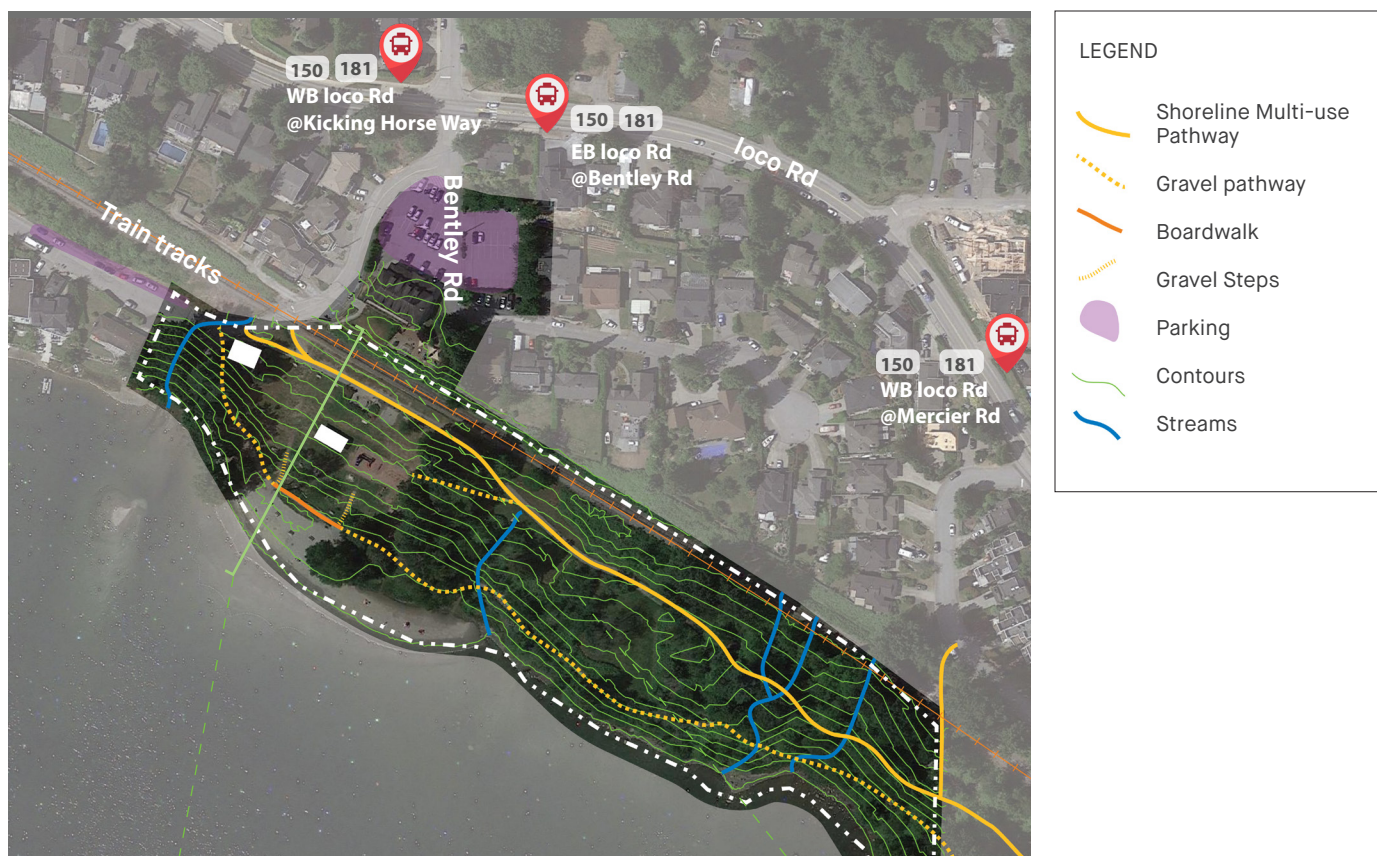 150 181
WB Ioco Rd
@Kicking Horse Way
150 181
EB Ioco Rd
@Bentley Rd
Ioco Rd
Bentley Rd
Train tracks
150 181
WB Ioco Rd
@Mercier Rd
LEGEND
Shoreline Multi-use
Pathway
Gravel pathway
Boardwalk
Gravel Steps
Parking
Contours
Streams